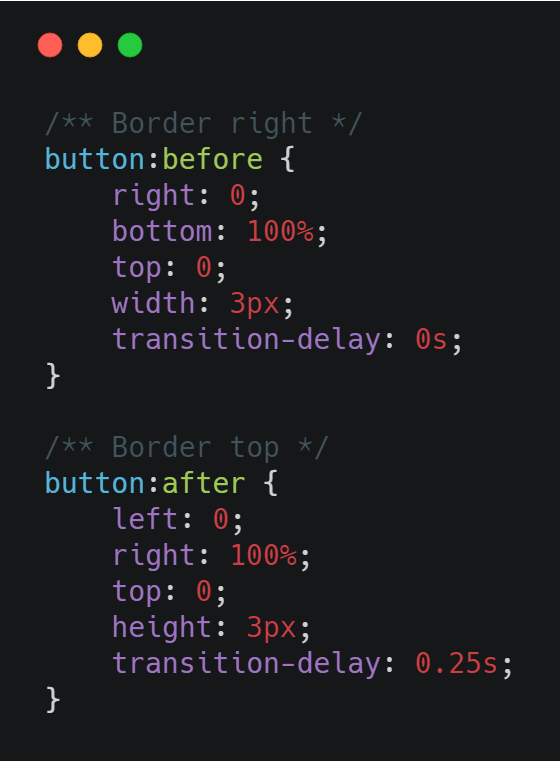 /** Border right */
button:before {
    right: 0;
    bottom: 100%;
    top: 0;
    width: 3px;
    transition-delay: 0s;
}

/** Border top */
button:after {
    left: 0;
    right: 100%;
    top: 0;
    height: 3px;
    transition-delay: 0.25s;
}